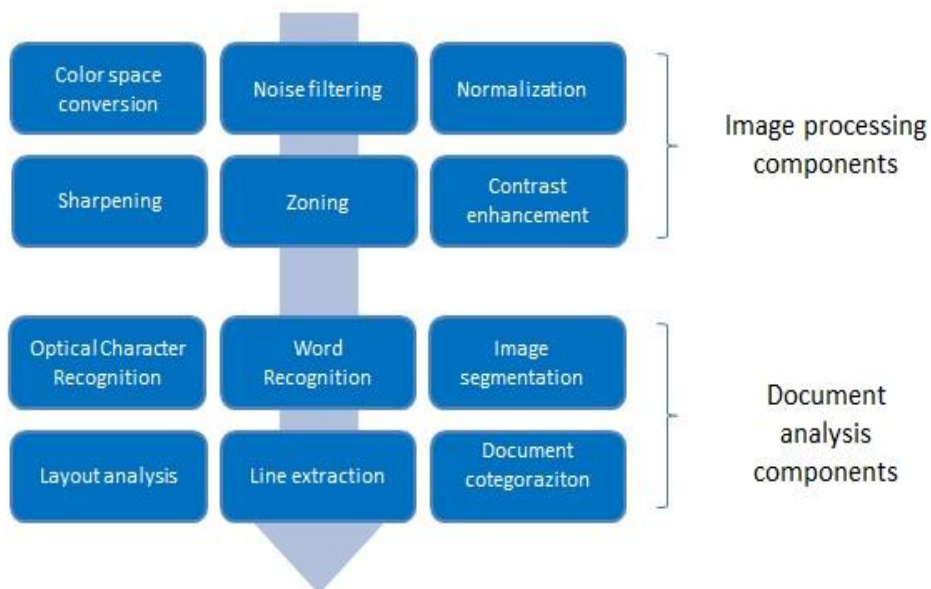 Color space
conversion
Noise filtering
Normalization
Sharpening
Zoning
Contrast
enhancement
Image processing
components
Optical Character
Recognition
Word
Recognition
Image
segmentation
Layout analysis
Line extraction
Document
cotegoraziton
Document
analysis
components